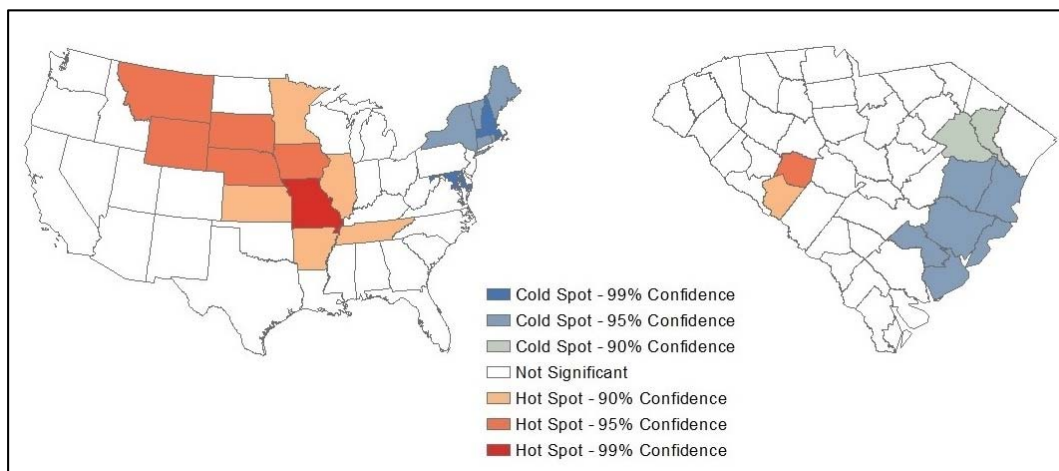 Cold Spot - 99% Confidence
Cold Spot - 95% Confidence
Cold Spot - 90% Confidence
Not Significant
Hot Spot - 90% Confidence
Hot Spot - 95% Confidence
Hot Spot - 99% Confidence